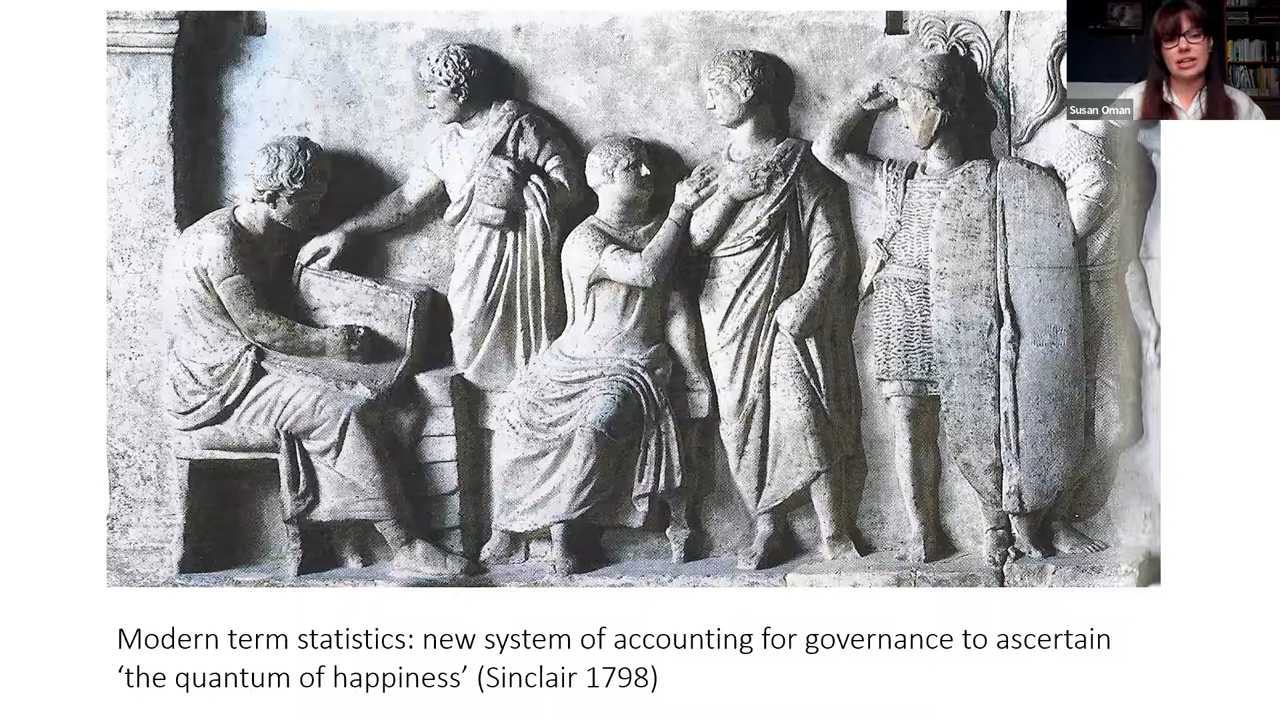 Susan Oman
Modern term statistics: new system of accounting for governance to ascertain
‘the quantum of happiness’ (Sinclair 1798)